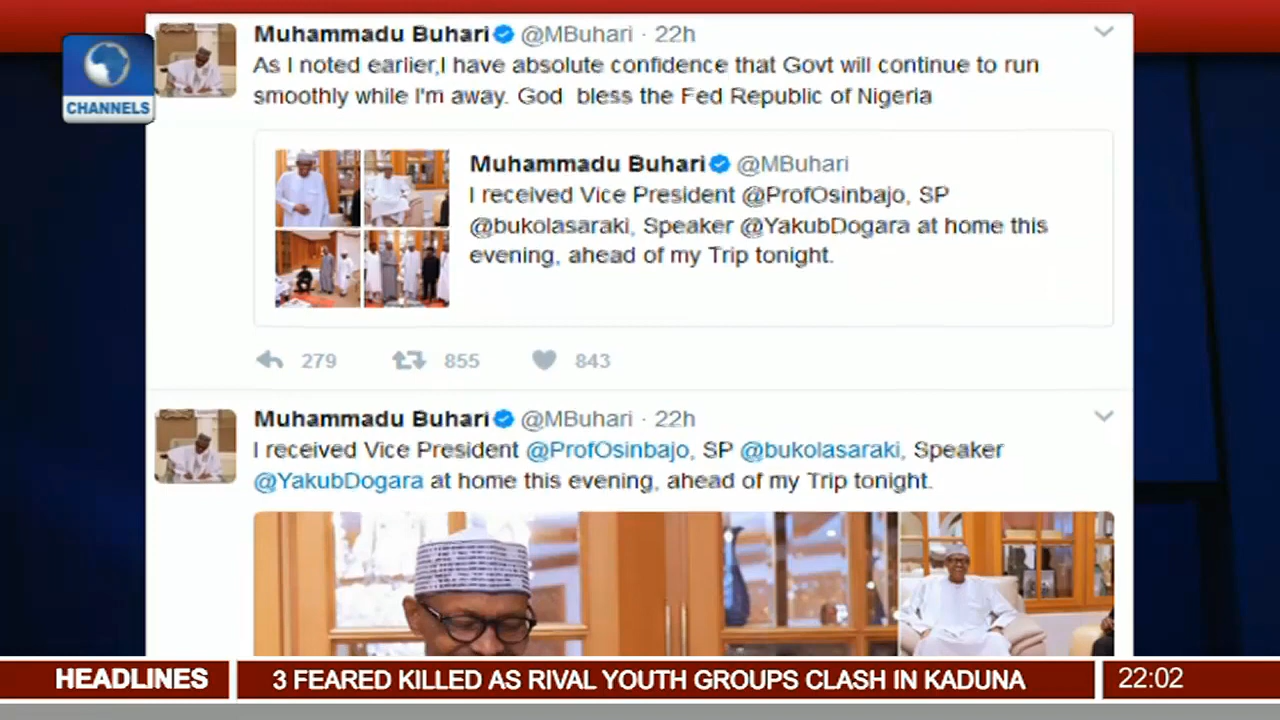 Muhammadu Buhari @MBuhari · 22h
As I noted earlier,I have absolute confidence that Govt will continue to run
smoothly while I'm away. God bless the Fed Republic of Nigeria
CHANNELS
Muhammadu Buhari @MBuhari
I received Vice President @ProfOsinbajo, SP
@bukolasaraki, Speaker @YakubDogara at home this
evening, ahead of my Trip tonight.
279 855 843
Muhammadu Buhari @MBuhari · 22h
I received Vice President @ProfOsinbajo, SP @bukolasaraki, Speaker
@YakubDogara at home this evening, ahead of my Trip tonight.
HEADLINES 3 FEARED KILLED AS RIVAL YOUTH GROUPS CLASH IN KADUNA 22:02